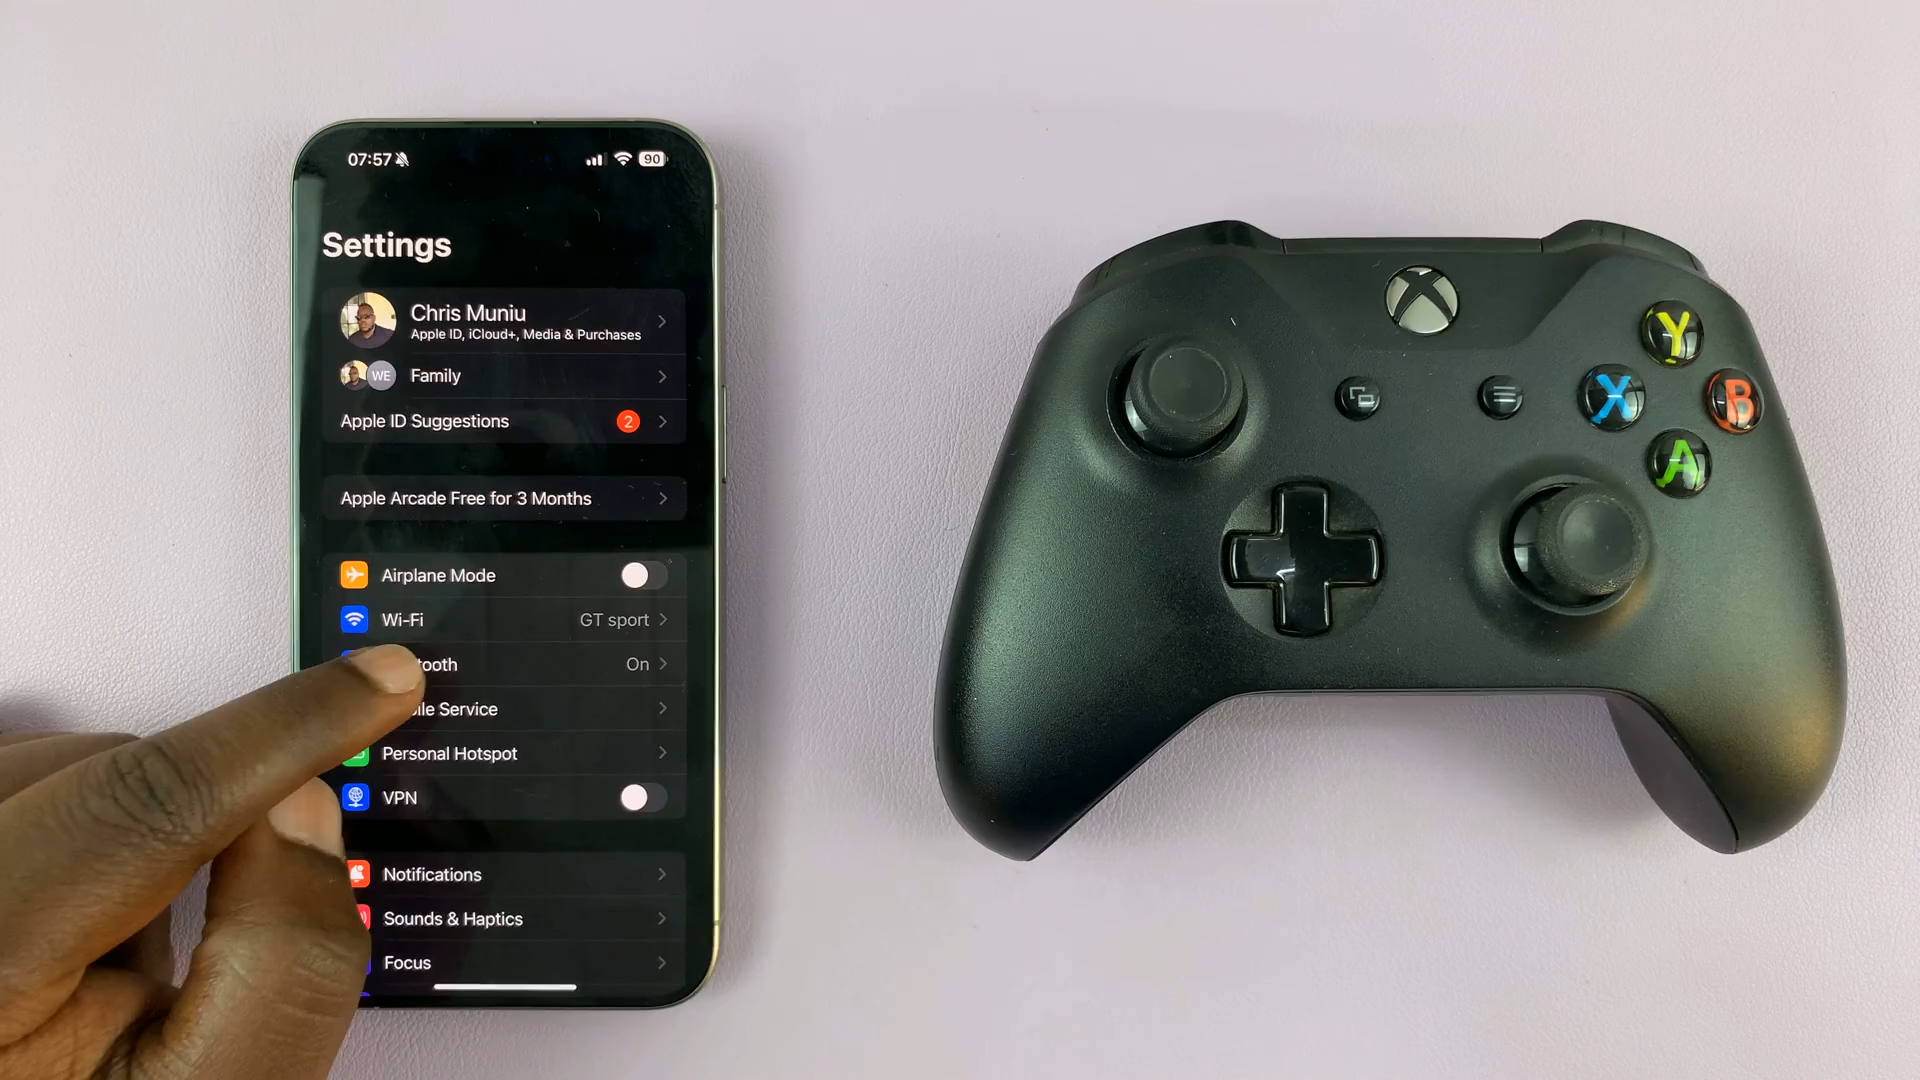 07:57
90
Settings
Chris Muniu
Apple ID, iCloud+, Media & Purchases
WE
Family
Apple ID Suggestions
2
Apple Arcade Free for 3 Months
Airplane Mode
Wi-Fi
GT sport
tooth
On
ile Service
Personal Hotspot
VPN
Notifications
Sounds & Haptics
Focus
Y
X
B
A